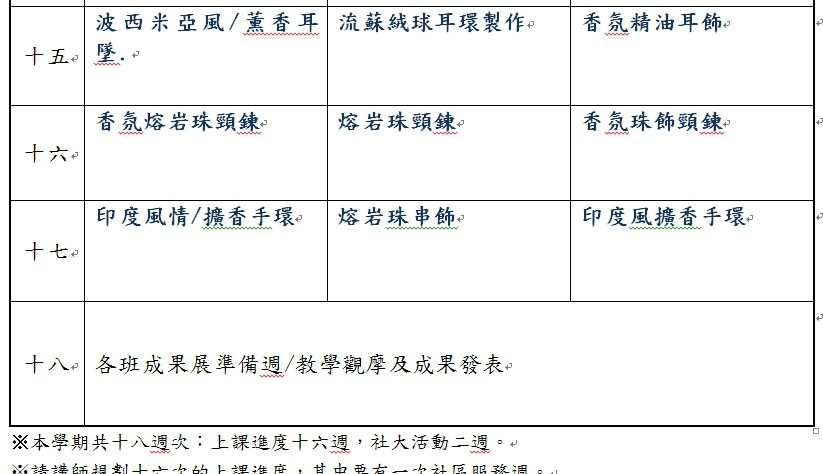 十五 波西米亞風/薰香耳墜. 流蘇絨球耳環製作 香氛精油耳飾
十六 香氛熔岩珠頸鍊 熔岩珠頸鍊 香氛珠飾頸鍊
十七 印度風情/擴香手環 熔岩珠串飾 印度風擴香手環
十八 各班成果展準備週/教學觀摩及成果發表
※本學期共十八週次：上課進度十六週，社大活動二週。
※請講師規劃十六次的上課進度，其中要有一次社區服務週。